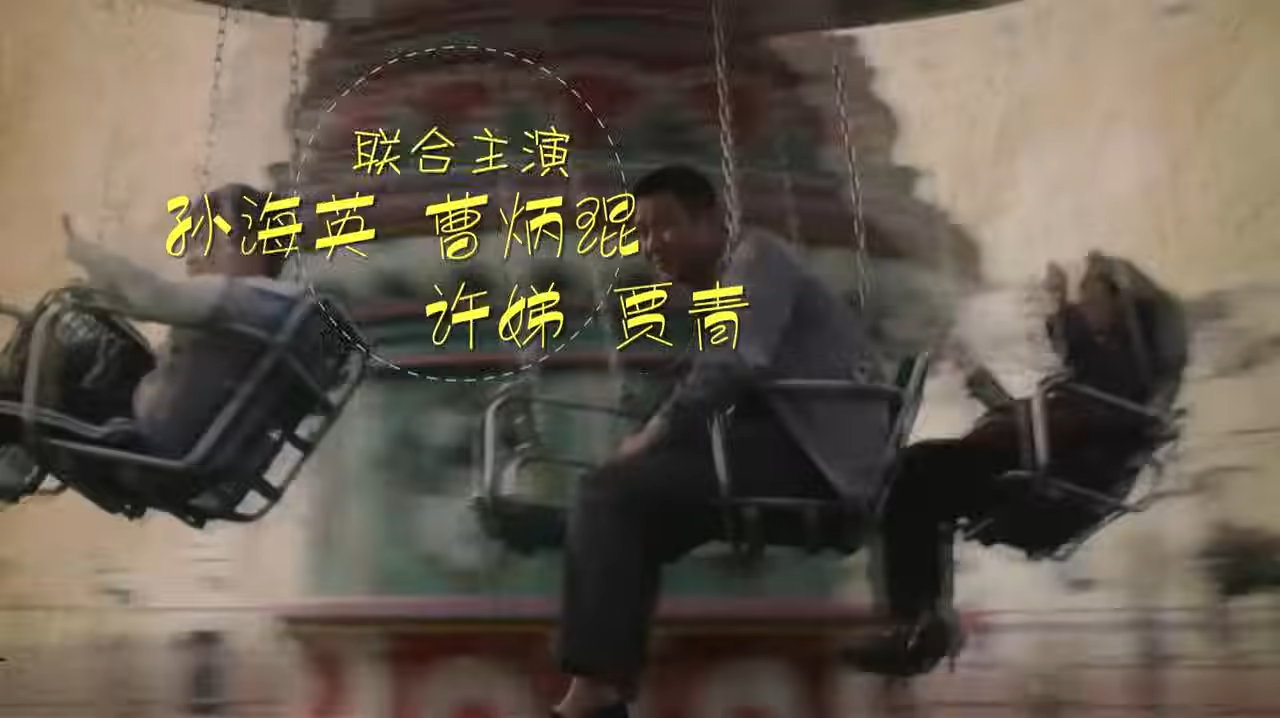 联合主演
孙海英 曹炳琨
许娣 贾青